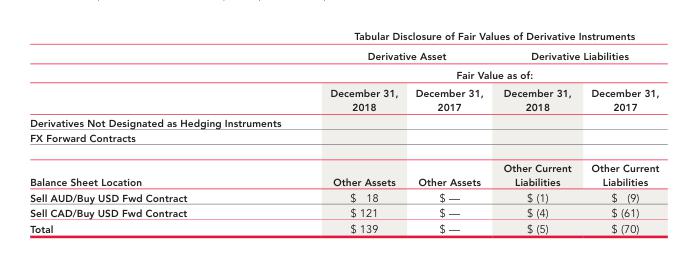 Tabular Disclosure of Fair Values of Derivative Instruments
Derivative Asset Derivative Liabilities
Fair Value as of:
December 31, December 31, December 31, December 31,
2018 2017 2018 2017
Derivatives Not Designated as Hedging Instruments
FX Forward Contracts
Other Current Other Current
Balance Sheet Location Other Assets Other Assets Liabilities Liabilities
Sell AUD/Buy USD Fwd Contract $ 18 $ — $ (1) $ (9)
Sell CAD/Buy USD Fwd Contract $ 121 $ — $ (4) $ (61)
Total $ 139 $ — $ (5) $ (70)